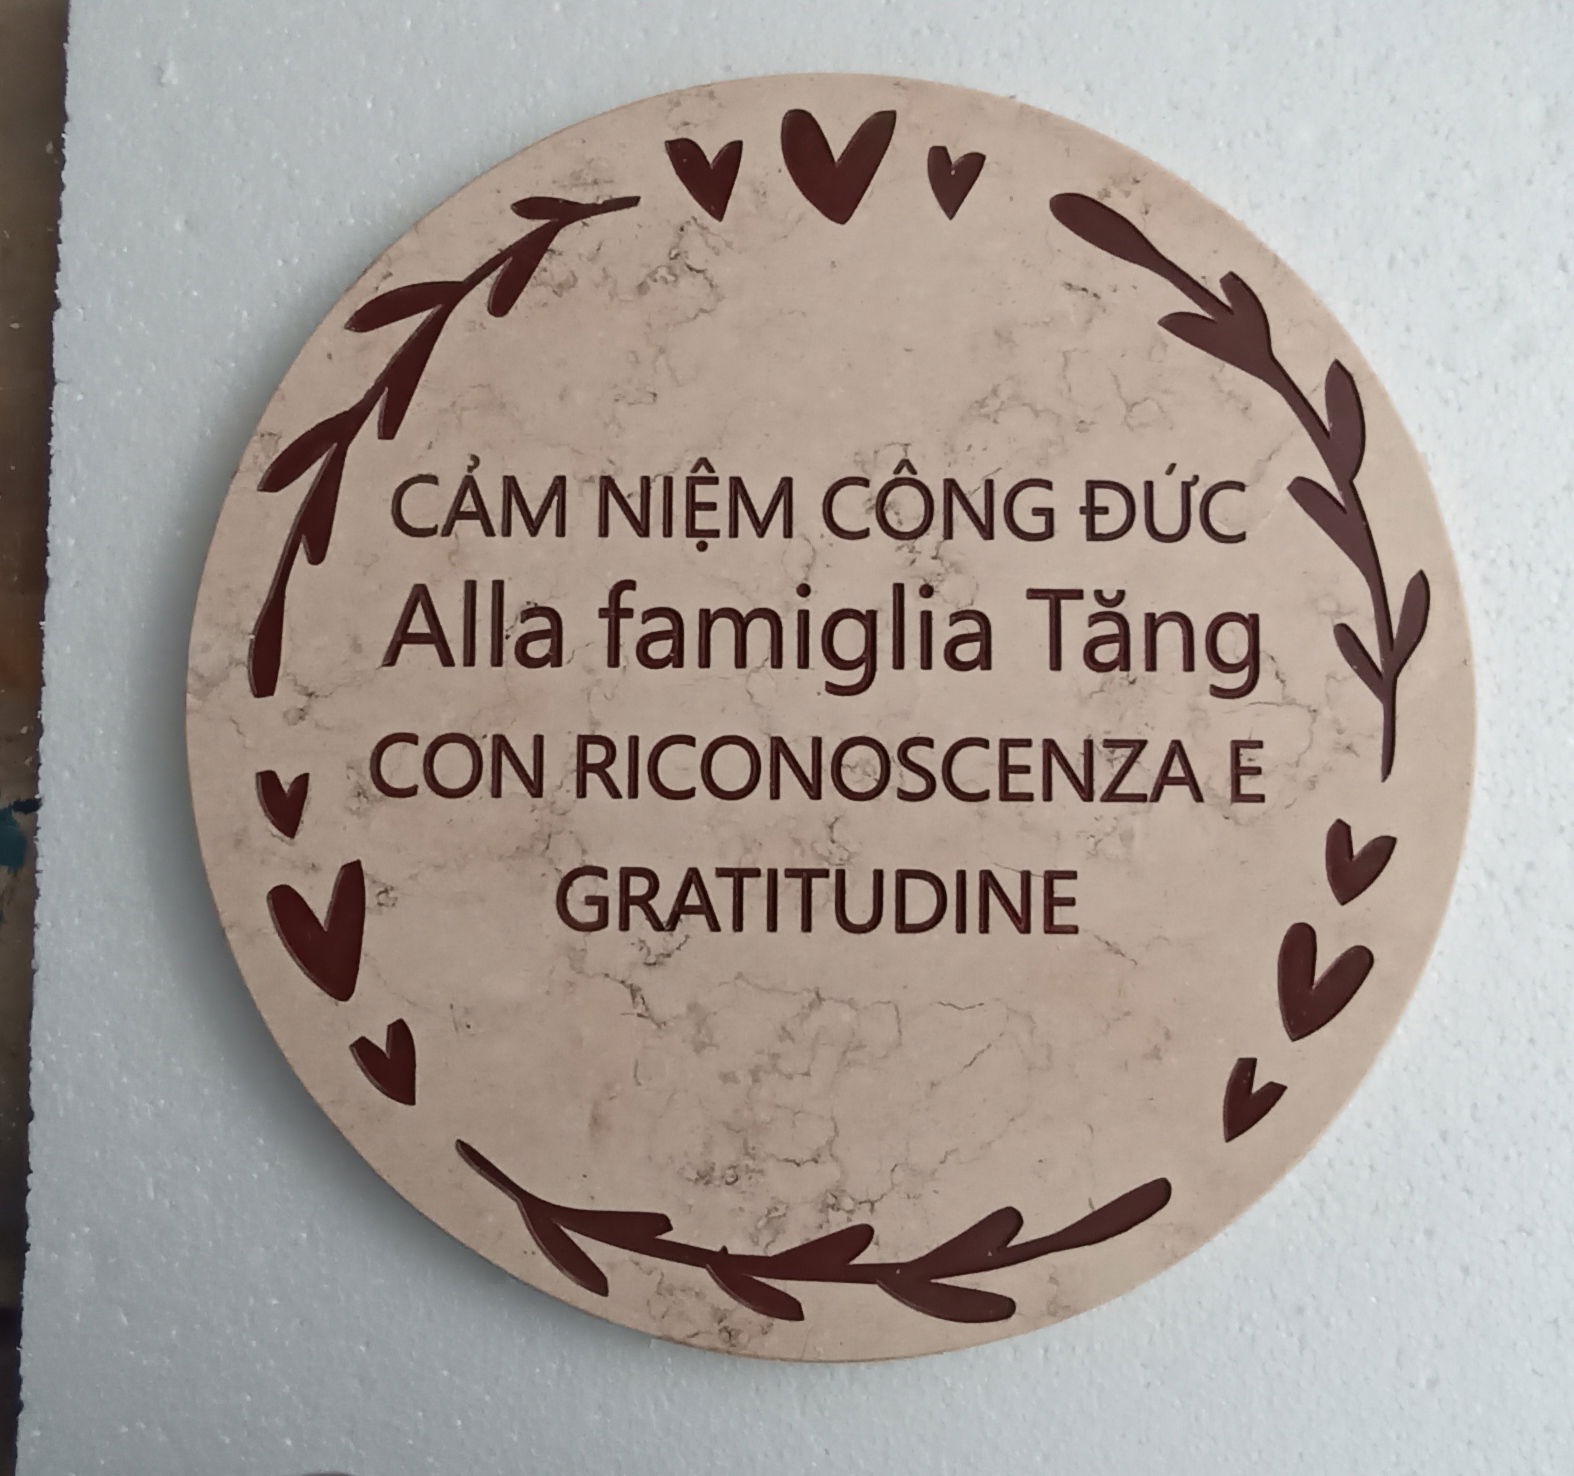 CẢM NIỆM CÔNG ĐỨC
Alla famiglia Tăng
CON RICONOSCENZA E
GRATITUDINE